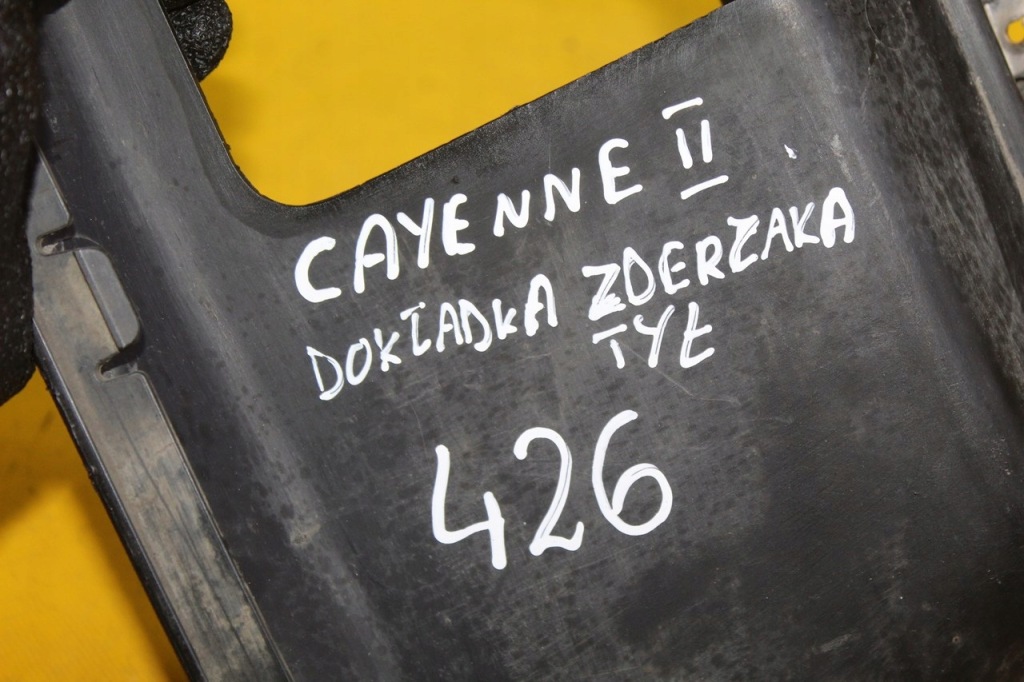 CAYENNE II
DOKŁADKA ZDERZAKA
TYŁ
426